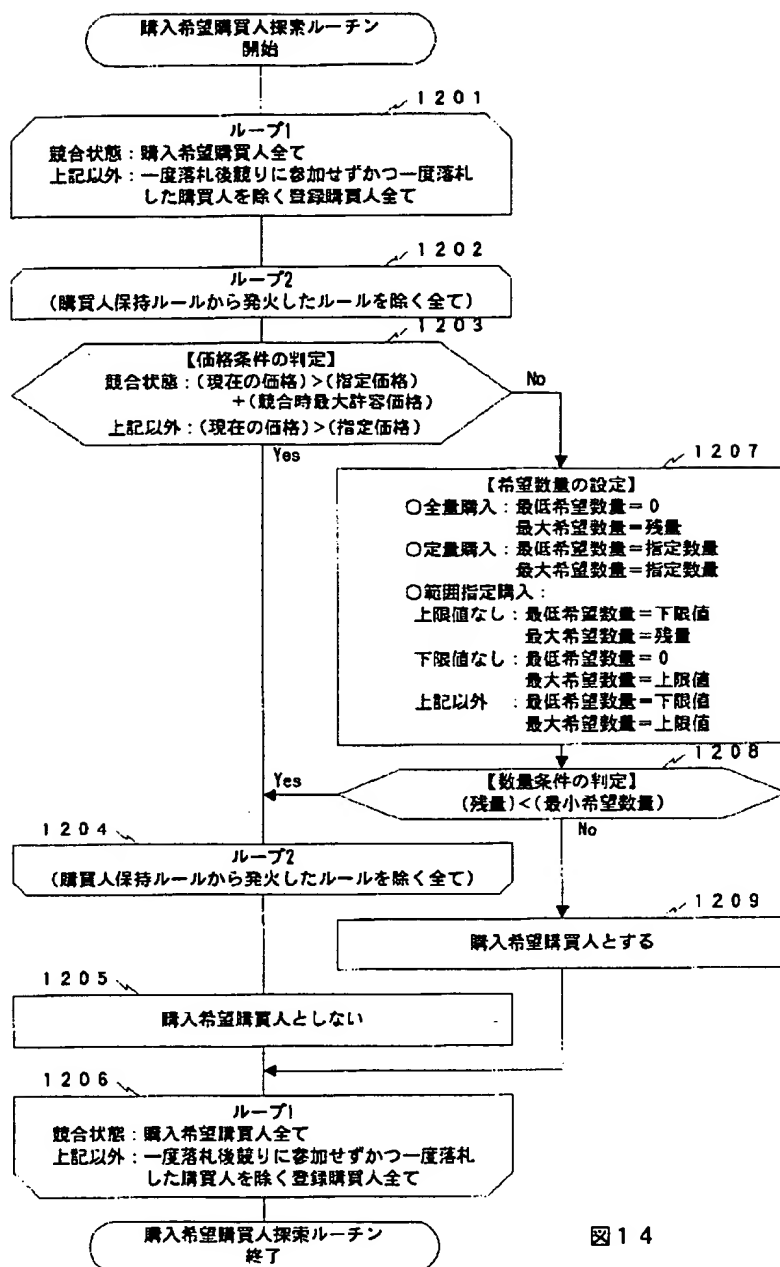 購入希望購買人探索ルーチン
開始
1201
ループ1
競合状態：購入希望購買人全て
上記以外：一度落札後競りに参加せずかつ一度落札
した購買人を除く登録購買人全て
1202
ループ2
（購買人保持ルールから発火したルールを除く全て）
1203
【価格条件の判定】
競合状態：（現在の価格）＞（指定価格）
＋（競合時最大許容価格）
上記以外：（現在の価格）＞（指定価格）
No
Yes
1207
【希望数量の設定】
○全量購入：最低希望数量＝0
最大希望数量＝残量
○定量購入：最低希望数量＝指定数量
最大希望数量＝指定数量
○範囲指定購入：
上限値なし：最低希望数量＝下限値
最大希望数量＝残量
下限値なし：最低希望数量＝0
最大希望数量＝上限値
上記以外　：最低希望数量＝下限値
最大希望数量＝上限値
1208
【数量条件の判定】
（残量）＜（最小希望数量）
Yes
No
1204
ループ2
（購買人保持ルールから発火したルールを除く全て）
1209
購入希望購買人とする
1205
購入希望購買人としない
1206
ループ1
競合状態：購入希望購買人全て
上記以外：一度落札後競りに参加せずかつ一度落札
した購買人を除く登録購買人全て
購入希望購買人探索ルーチン
終了
図14